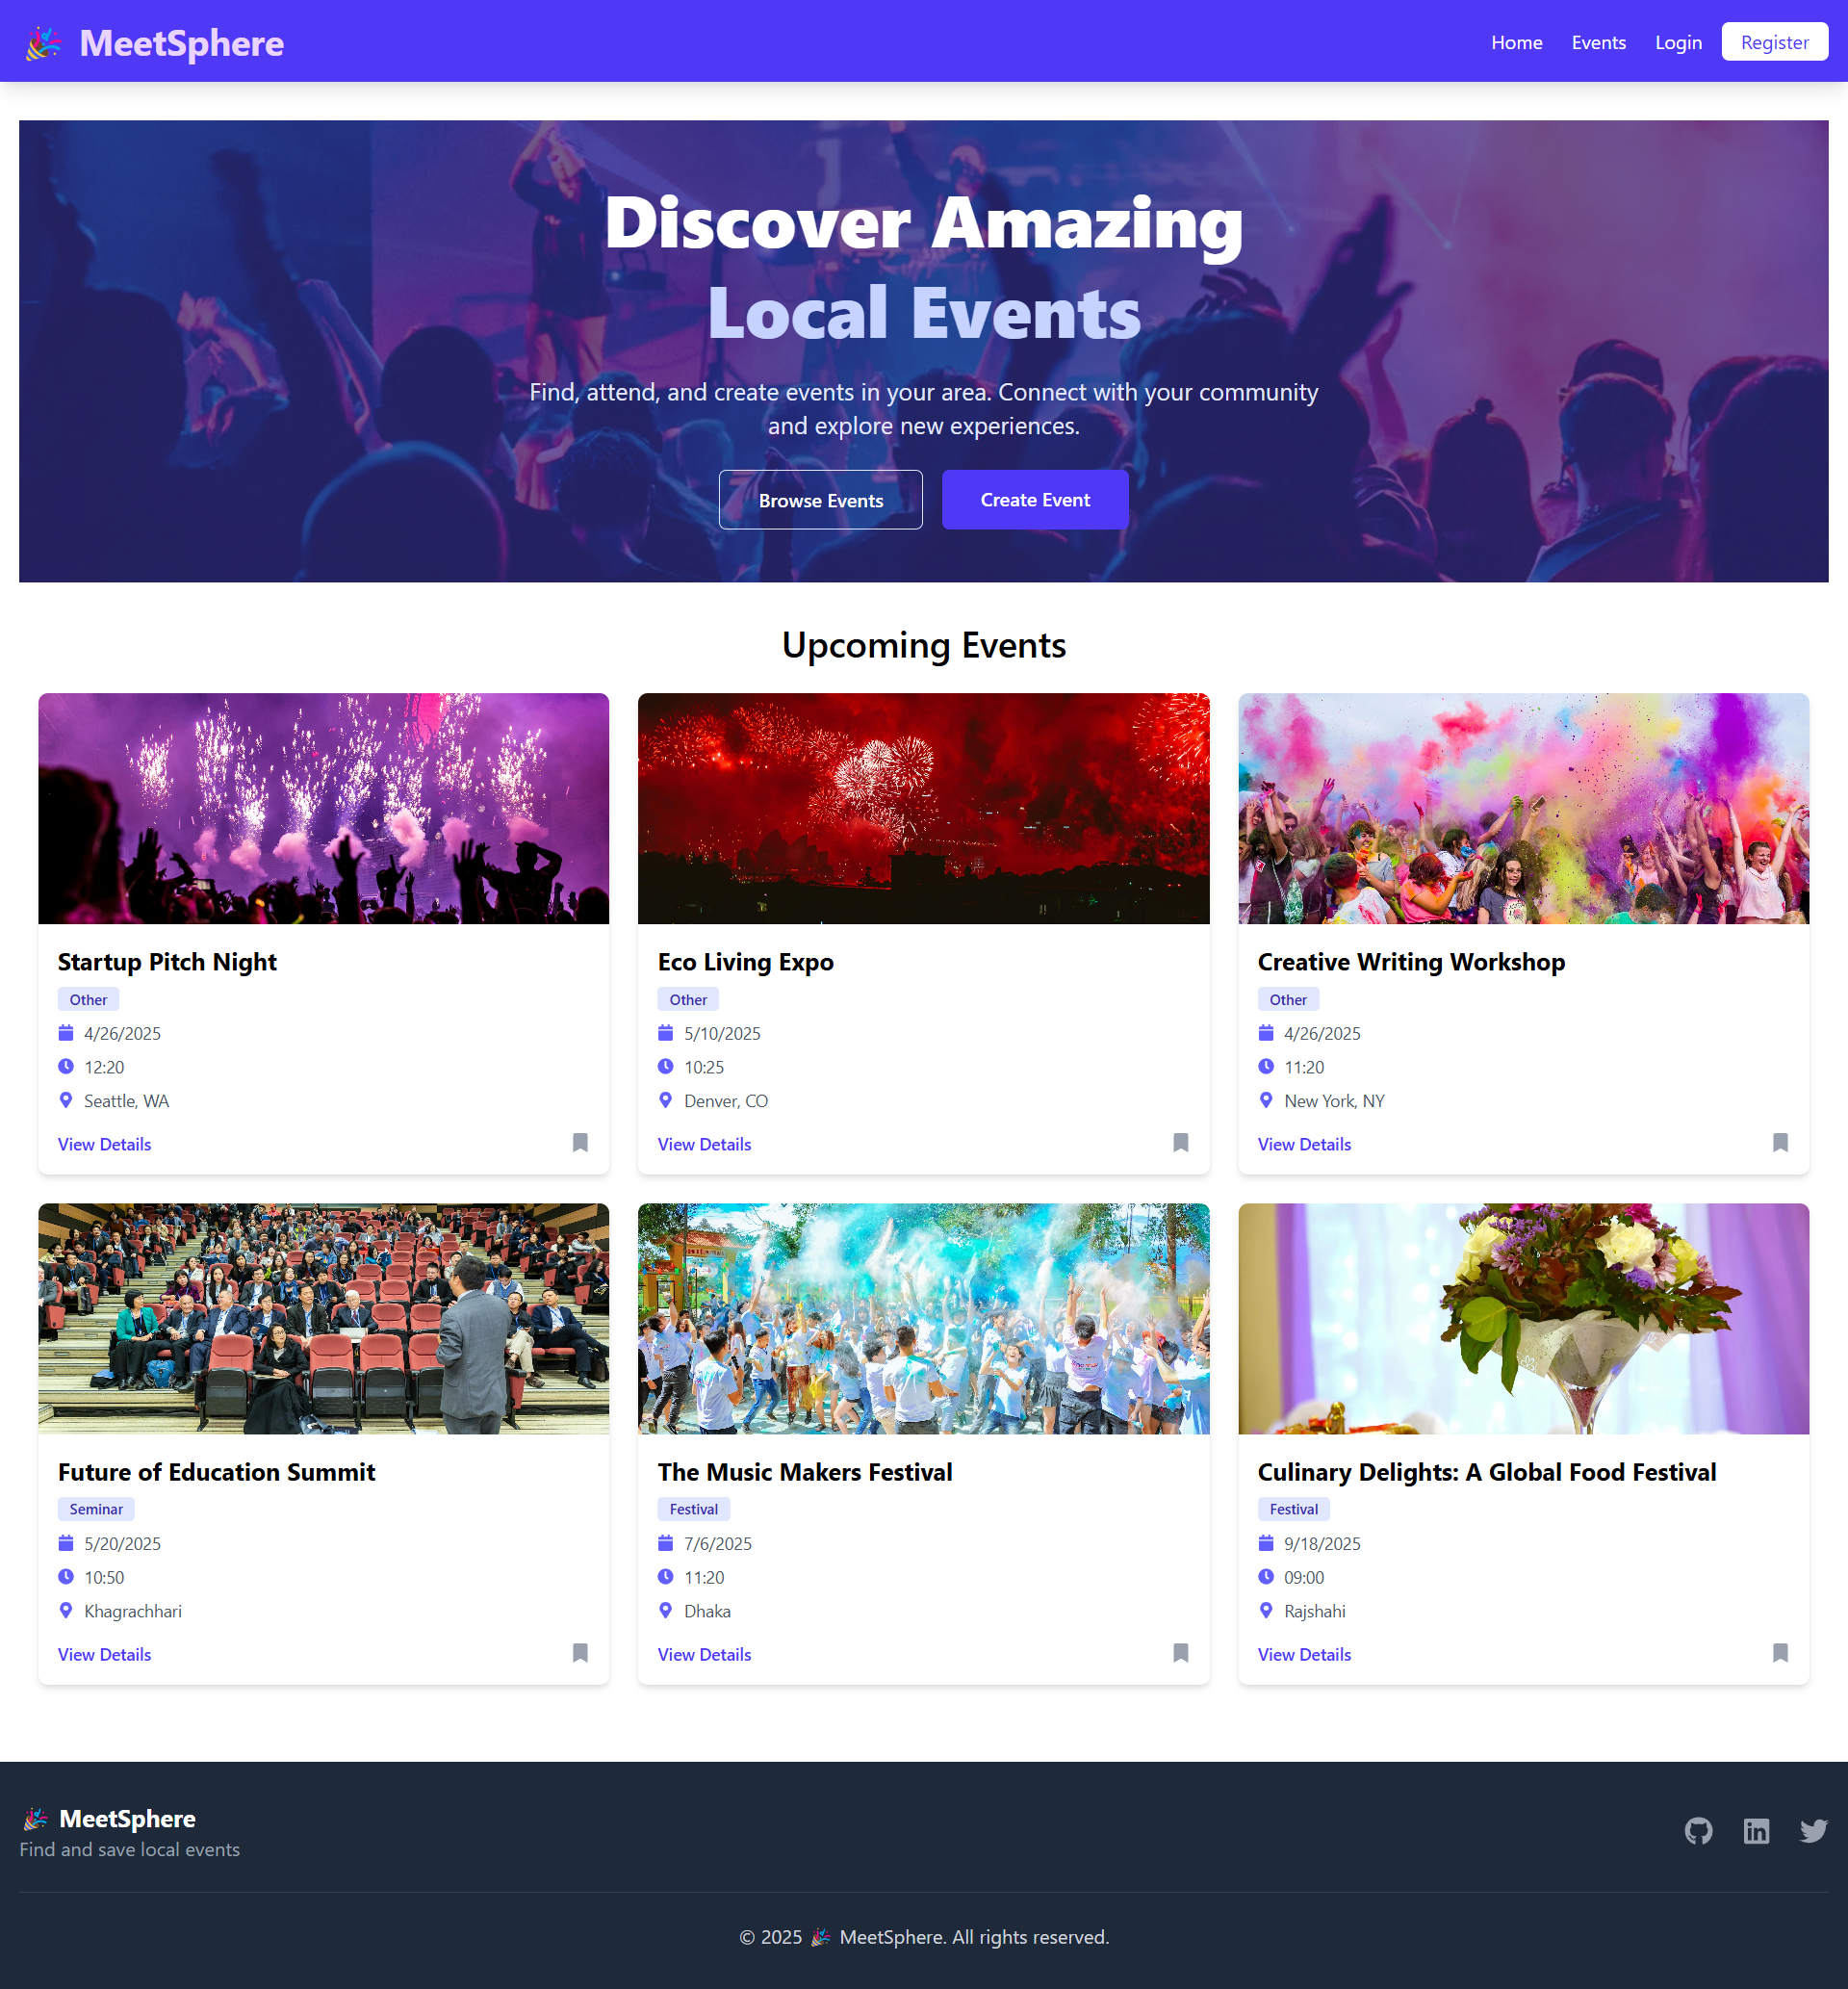 🎉 MeetSphere
Home Events Login Register
Discover Amazing
Local Events
Find, attend, and create events in your area. Connect with your community
and explore new experiences.
Browse Events Create Event
Upcoming Events
Startup Pitch Night
Other
4/26/2025
12:20
Seattle, WA
View Details
Eco Living Expo
Other
5/10/2025
10:25
Denver, CO
View Details
Creative Writing Workshop
Other
4/26/2025
11:20
New York, NY
View Details
Future of Education Summit
Seminar
5/20/2025
10:50
Khagrachhari
View Details
The Music Makers Festival
Festival
7/6/2025
11:20
Dhaka
View Details
Culinary Delights: A Global Food Festival
Festival
9/18/2025
09:00
Rajshahi
View Details
🎉 MeetSphere
Find and save local events
© 2025 🎉 MeetSphere. All rights reserved.